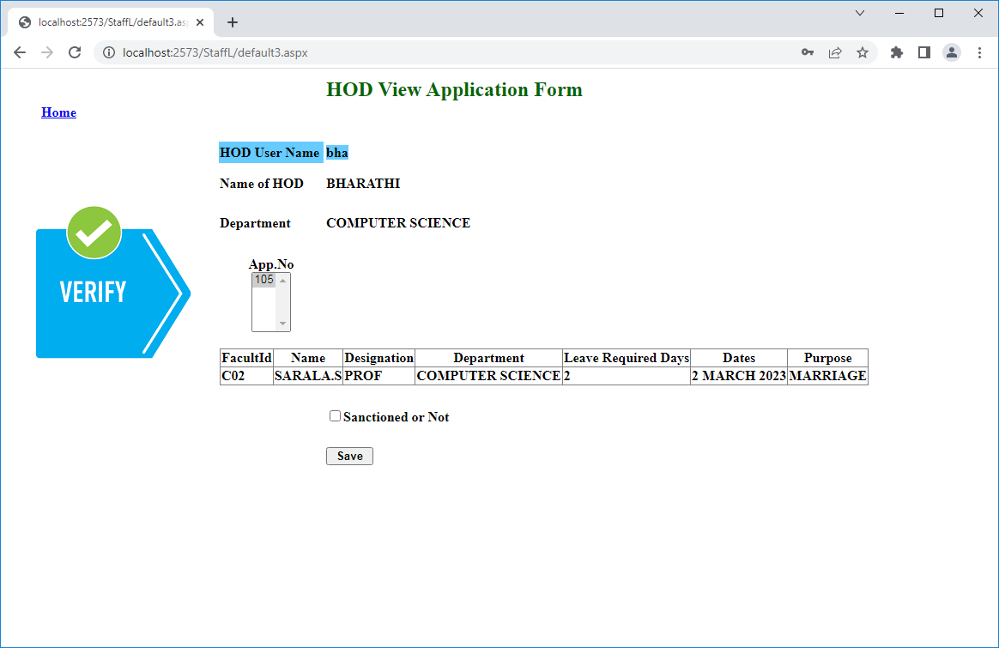 localhost:2573/StaffL/default3.as
localhost:2573/StaffL/default3.aspx
HOD View Application Form
Home
HOD User Name bha
Name of HOD BHARATHI
Department COMPUTER SCIENCE
VERIFY
App.No
105
FacultId Name Designation Department Leave Required Days Dates Purpose
C02 SARALA.S PROF COMPUTER SCIENCE 2 2 MARCH 2023 MARRIAGE
Sanctioned or Not
Save